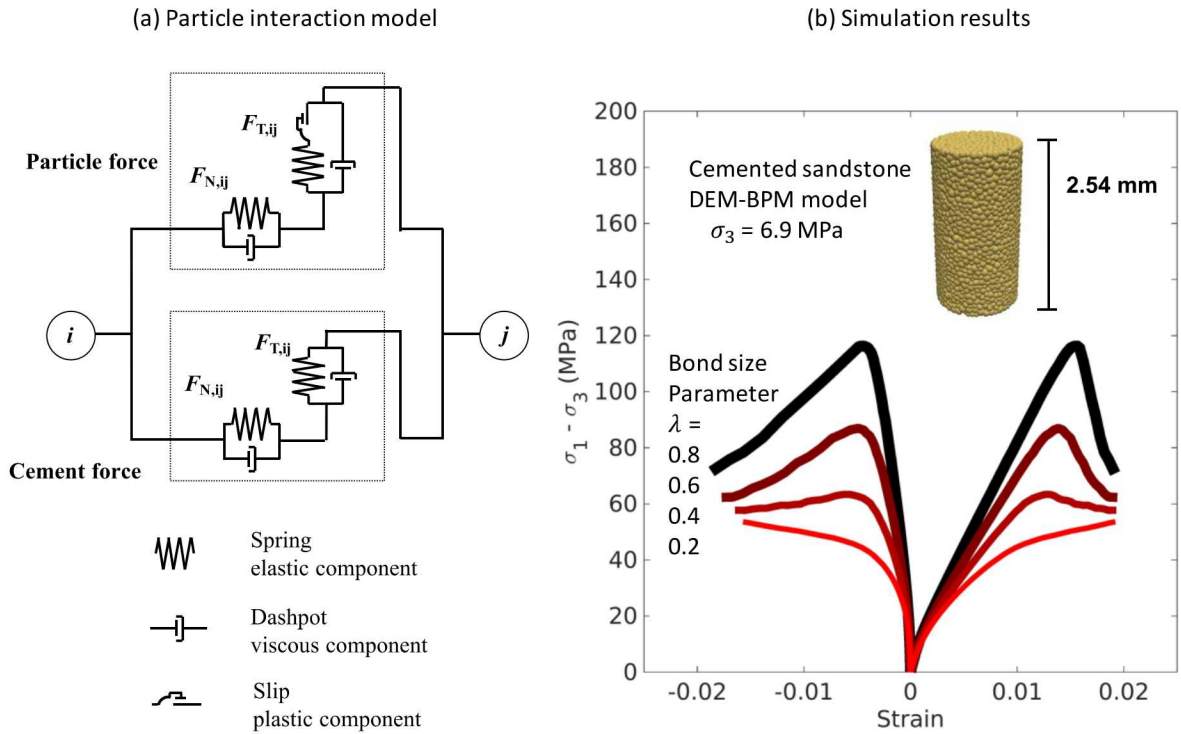 (a) Particle interaction model
Particle force
F_T,ij
F_N,ij
i
j
F_T,ij
F_N,ij
Cement force
Spring
elastic component
Dashpot
viscous component
Slip
plastic component
(b) Simulation results
200
180
160
140
120
100
80
60
40
20
0
σ1 - σ3 (MPa)
Cemented sandstone
DEM-BPM model
σ3 = 6.9 MPa
2.54 mm
Bond size
Parameter
λ =
0.8
0.6
0.4
0.2
-0.02 -0.01 0 0.01 0.02
Strain